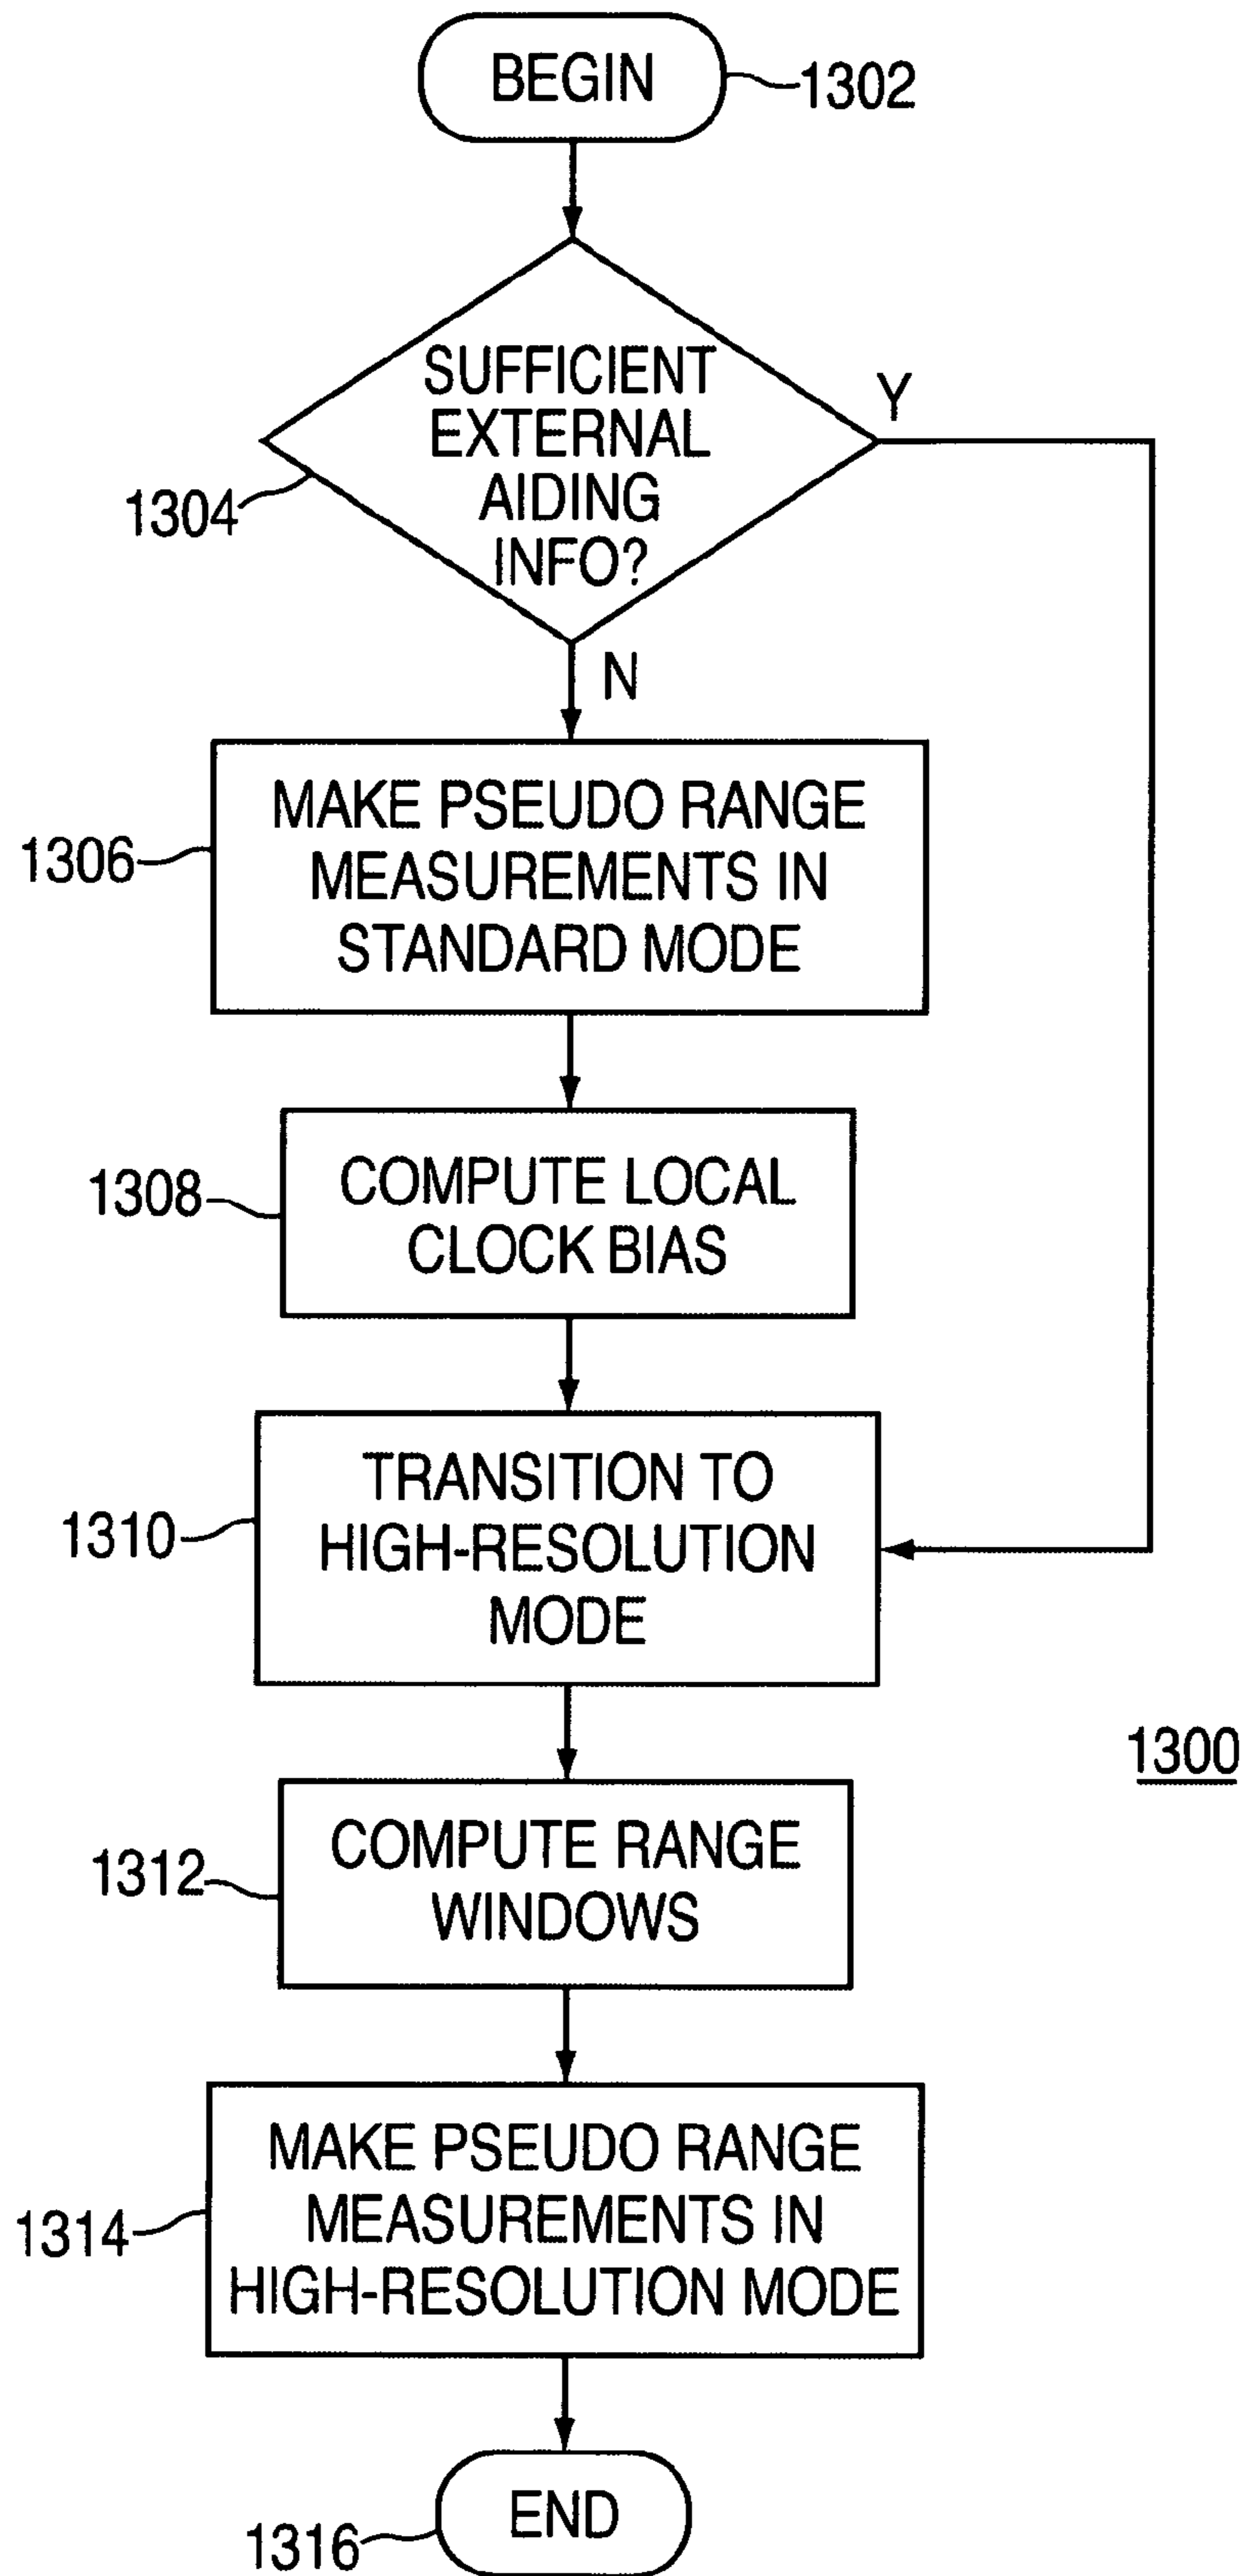 BEGIN
1302
SUFFICIENT
EXTERNAL
AIDING
INFO?
Y
1304
N
MAKE PSEUDO RANGE
MEASUREMENTS IN
STANDARD MODE
1306
COMPUTE LOCAL
CLOCK BIAS
1308
TRANSITION TO
HIGH-RESOLUTION
MODE
1310
1300
COMPUTE RANGE
WINDOWS
1312
MAKE PSEUDO RANGE
MEASUREMENTS IN
HIGH-RESOLUTION MODE
1314
END
1316